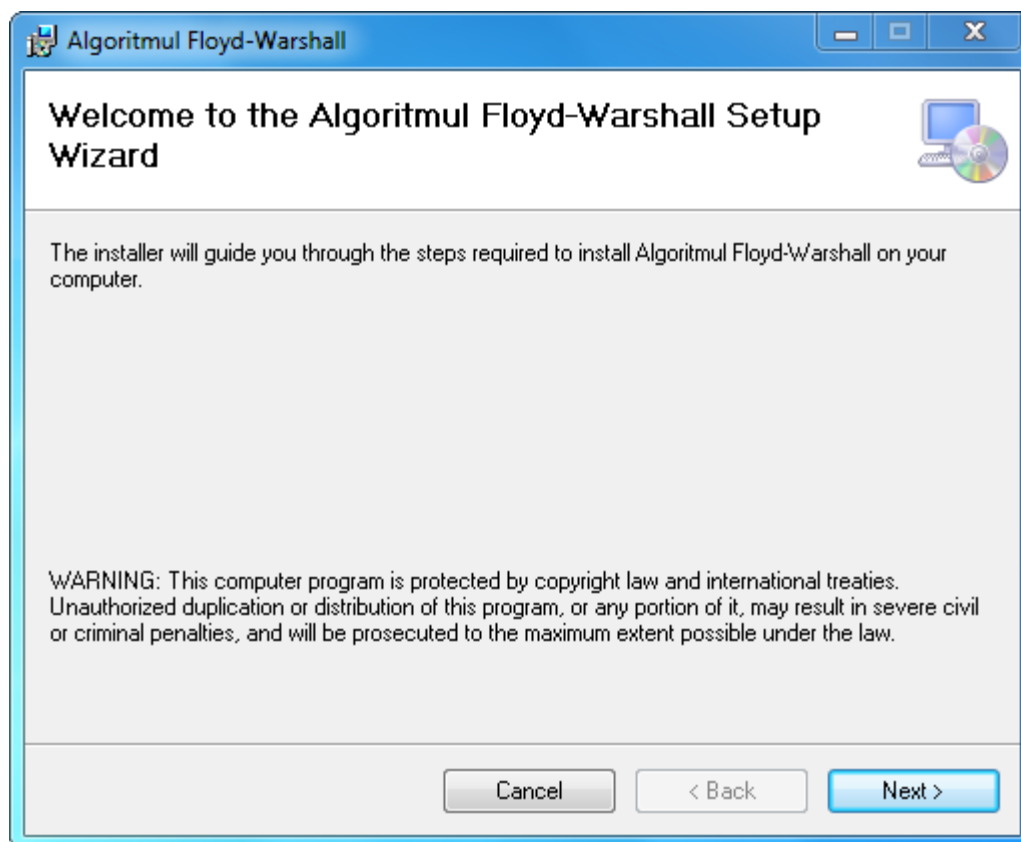 Algoritmul Floyd-Warshall
Welcome to the Algoritmul Floyd-Warshall Setup
Wizard
The installer will guide you through the steps required to install Algoritmul Floyd-Warshall on your
computer.
WARNING: This computer program is protected by copyright law and international treaties.
Unauthorized duplication or distribution of this program, or any portion of it, may result in severe civil
or criminal penalties, and will be prosecuted to the maximum extent possible under the law.
Cancel
< Back
Next >